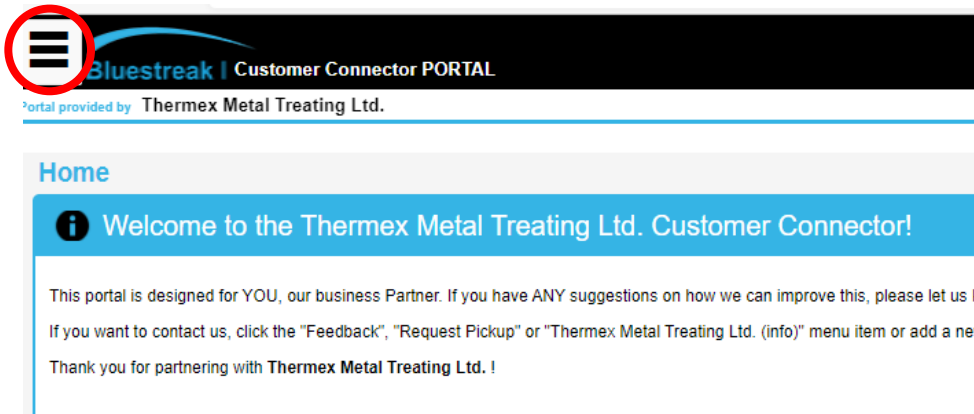 Bluestreak | Customer Connector PORTAL
Portal provided by Thermex Metal Treating Ltd.
Home
Welcome to the Thermex Metal Treating Ltd. Customer Connector!
This portal is designed for YOU, our business Partner. If you have ANY suggestions on how we can improve this, please let us
If you want to contact us, click the "Feedback", "Request Pickup" or "Thermex Metal Treating Ltd. (info)" menu item or add a
Thank you for partnering with Thermex Metal Treating Ltd. !